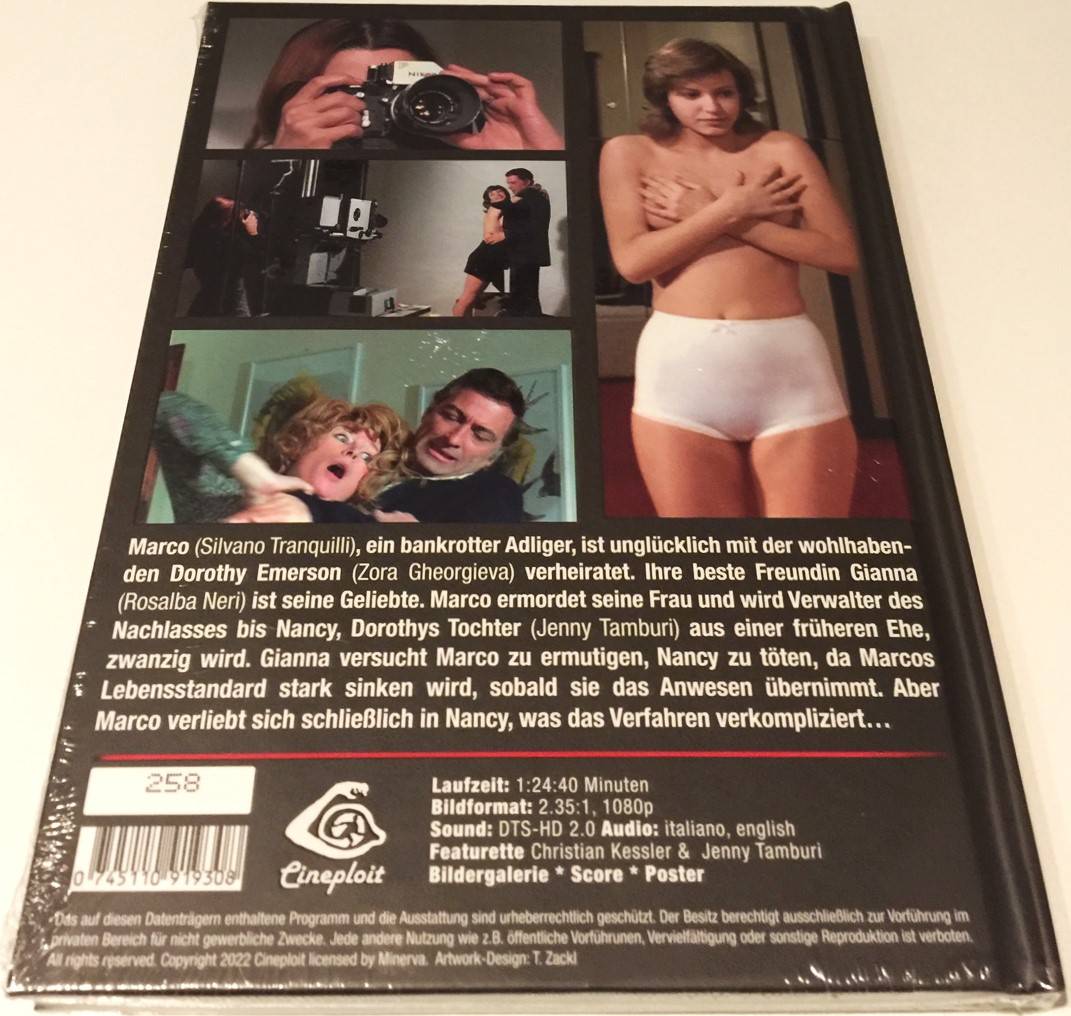 Nikon
Marco (Silvano Tranquilli), ein bankrotter Adliger, ist unglücklich mit der wohlhaben-
den Dorothy Emerson (Zora Gheorgieva) verheiratet. Ihre beste Freundin Gianna
(Rosalba Neri) ist seine Geliebte. Marco ermordet seine Frau und wird Verwalter des
Nachlasses bis Nancy, Dorothys Tochter (Jenny Tamburi) aus einer früheren Ehe,
zwanzig wird. Gianna versucht Marco zu ermutigen, Nancy zu töten, da Marcos
Lebensstandard stark sinken wird, sobald sie das Anwesen übernimmt. Aber
Marco verliebt sich schließlich in Nancy, was das Verfahren verkompliziert...
258
0 745110 919308
Cineploit
Laufzeit: 1:24:40 Minuten
Bildformat: 2.35:1, 1080p
Sound: DTS-HD 2.0 Audio: italiano, english
Featurette Christian Kessler & Jenny Tamburi
Bildergalerie * Score * Poster
Das auf diesen Datenträgern enthaltene Programm und die Ausstattung sind urheberrechtlich geschützt. Der Besitz berechtigt ausschließlich zur Vorführung im
privaten Bereich für nicht gewerbliche Zwecke. Jede andere Nutzung wie z.B. öffentliche Vorführunen, Vervielfältigung oder sonstige Reproduktion ist verboten.
All rights reserved. Copyright 2022 Cineploit licensed by Minerva. Artwork-Design: T. Zackl